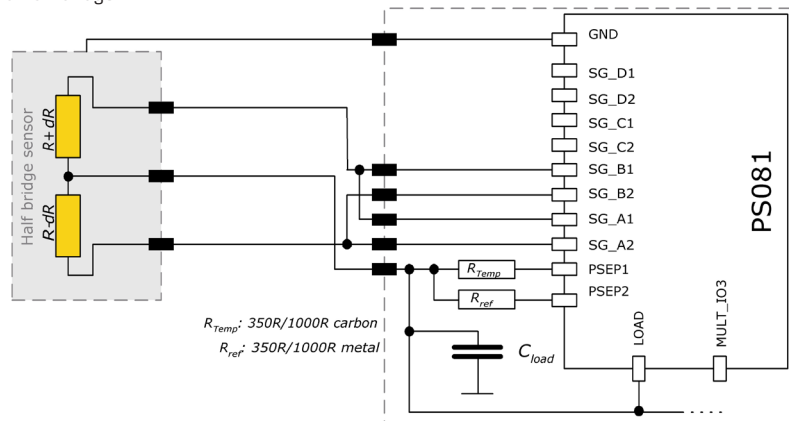 GND
SG_D1
SG_D2
SG_C1
SG_C2
SG_B1
SG_B2
SG_A1
SG_A2
PSEP1
PSEP2
PS081
LOAD
MULT_IO3
Half bridge sensor
R+dR
R-dR
RTemp
Rref
RTemp: 350R/1000R carbon
Rref: 350R/1000R metal
Cload